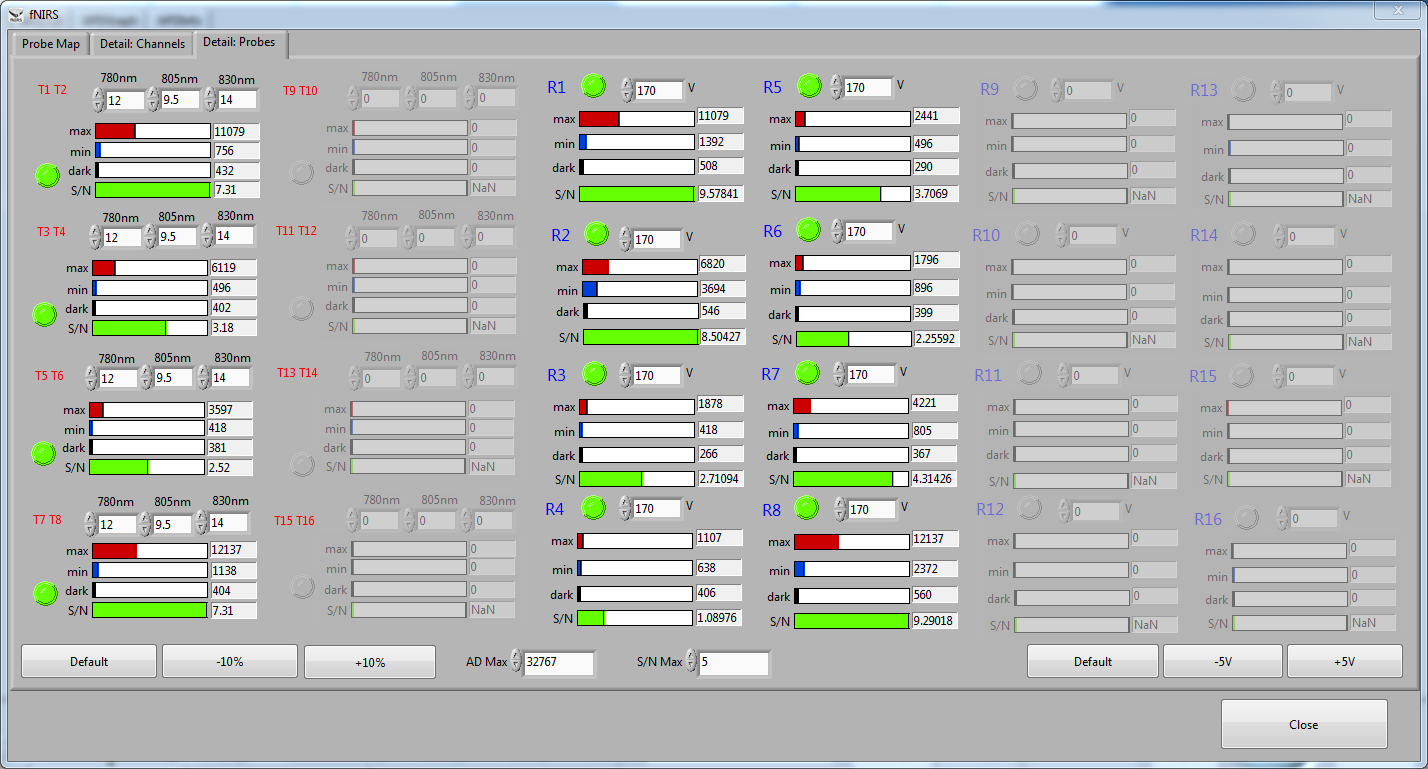 fNIRS
Probe Map Detail: Channels Detail: Probes
T1 T2
780nm 805nm 830nm
12 9.5 14
max 11079
min 756
dark 432
S/N 7.31
T3 T4
780nm 805nm 830nm
12 9.5 14
max 6119
min 496
dark 402
S/N 3.18
T5 T6
780nm 805nm 830nm
12 9.5 14
max 3597
min 418
dark 381
S/N 2.52
T7 T8
780nm 805nm 830nm
12 9.5 14
max 12137
min 1138
dark 404
S/N 7.31
T9 T10
780nm 805nm 830nm
0 0 0
max 0
min 0
dark 0
S/N NaN
T11 T12
780nm 805nm 830nm
0 0 0
max 0
min 0
dark 0
S/N NaN
T13 T14
780nm 805nm 830nm
0 0 0
max 0
min 0
dark 0
S/N NaN
T15 T16
780nm 805nm 830nm
0 0 0
max 0
min 0
dark 0
S/N NaN
R1 170 V
max 11079
min 1392
dark 508
S/N 9.57841
R2 170 V
max 6820
min 3694
dark 546
S/N 8.50427
R3 170 V
max 1878
min 418
dark 266
S/N 2.71094
R4 170 V
max 1107
min 638
dark 406
S/N 1.08976
R5 170 V
max 2441
min 496
dark 290
S/N 3.7069
R6 170 V
max 1796
min 896
dark 399
S/N 2.25592
R7 170 V
max 4221
min 805
dark 367
S/N 4.31426
R8 170 V
max 12137
min 2372
dark 560
S/N 9.29018
R9 0 V
max 0
min 0
dark 0
S/N NaN
R10 0 V
max 0
min 0
dark 0
S/N NaN
R11 0 V
max 0
min 0
dark 0
S/N NaN
R12 0 V
max 0
min 0
dark 0
S/N NaN
R13 0 V
max 0
min 0
dark 0
S/N NaN
R14 0 V
max 0
min 0
dark 0
S/N NaN
R15 0 V
max 0
min 0
dark 0
S/N NaN
R16 0 V
max 0
min 0
dark 0
S/N NaN
Default -10% +10% AD Max 32767 S/N Max 5 Default -5V +5V
Close